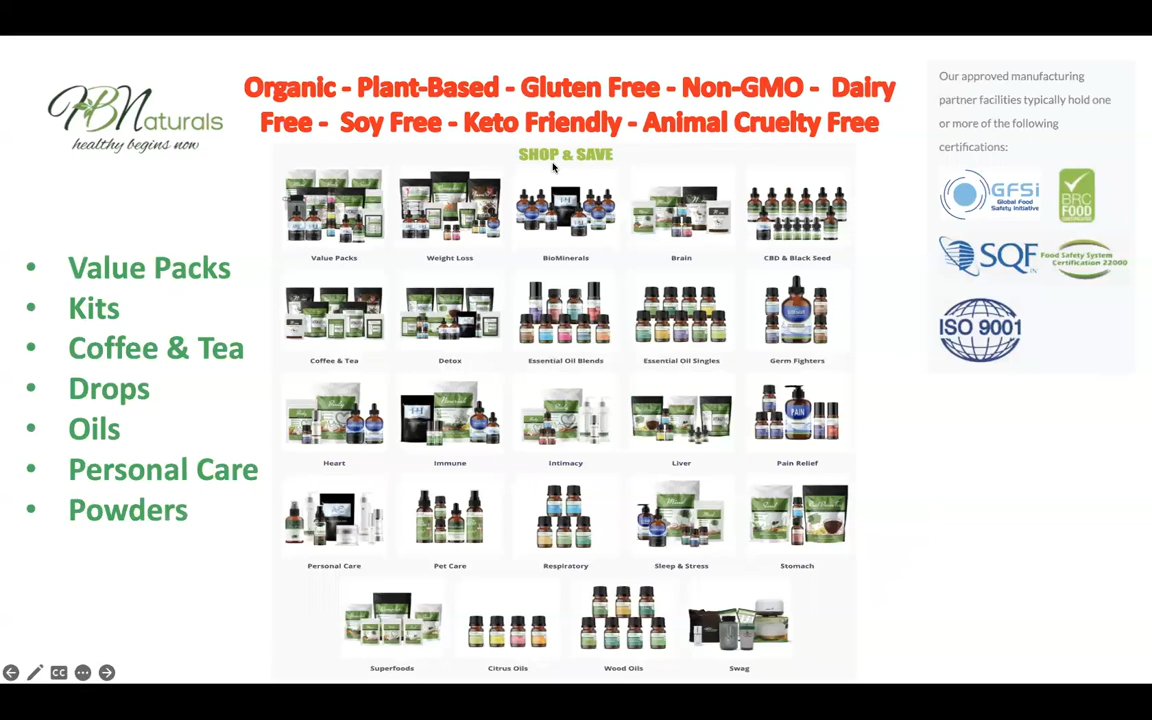 HBNaturals
healthy begins now
Organic - Plant-Based - Gluten Free - Non-GMO - Dairy
Free - Soy Free - Keto Friendly - Animal Cruelty Free
SHOP & SAVE
Value Packs
Kits
Coffee & Tea
Drops
Oils
Personal Care
Powders
Value Packs
Weight Loss
BioMinerals
Brain
CBD & Black Seed
Coffee & Tea
Detox
Essential Oil Blends
Essential Oil Singles
Germ Fighters
Heart
Immune
Intimacy
Liver
PAIN
Pain Relief
Personal Care
Pet Care
Respiratory
Sleep & Stress
Stomach
Superfoods
Citrus Oils
Wood Oils
Swag
Our approved manufacturing
partner facilities typically hold one
or more of the following
certifications:
GFSi
Global Food
Safety Initiative
BRC
FOOD
SQF
Food Safety System
Certification 22000
ISO 9001
CC